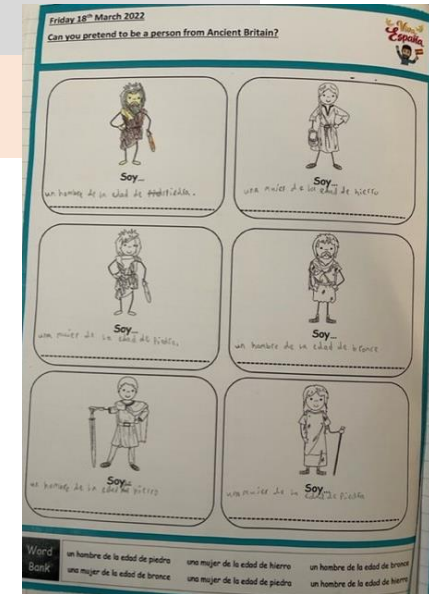 Friday 18th March 2022
Can you pretend to be a person from Ancient Britain?
Viva
España
Soy...
un hombre de la edad de piedra.
Soy...
una mujer de la edad de hierro
Soy...
una mujer de la edad de Piedra.
Soy...
un hombre de la edad de bronce
Soy...
un hombre de la edad de hierro
Soy...
una mujer de la edad de Piedra
Word
Bank
un hombre de la edad de piedra una mujer de la edad de hierro un hombre de la edad de bronce
una mujer de la edad de bronce una mujer de la edad de piedra un hombre de la edad de hierro